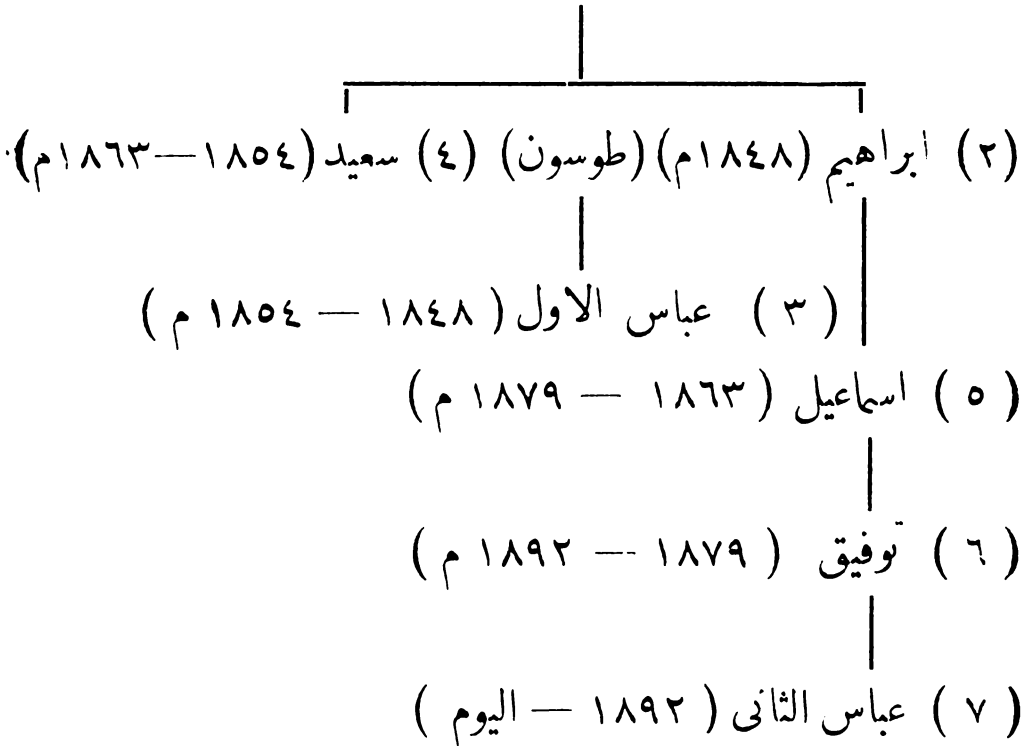 (٢) ابراهيم (١٨٤٨م) (طوسون) (٤) سعيد (١٨٥٤—١٨٦٣م)
(٣) عباس الاول (١٨٤٨ — ١٨٥٤ م)
(٥) اسماعيل (١٨٦٣ — ١٨٧٩ م)
(٦) توفيق (١٨٧٩ — ١٨٩٢ م)
(٧) عباس الثانى (١٨٩٢ — اليوم)